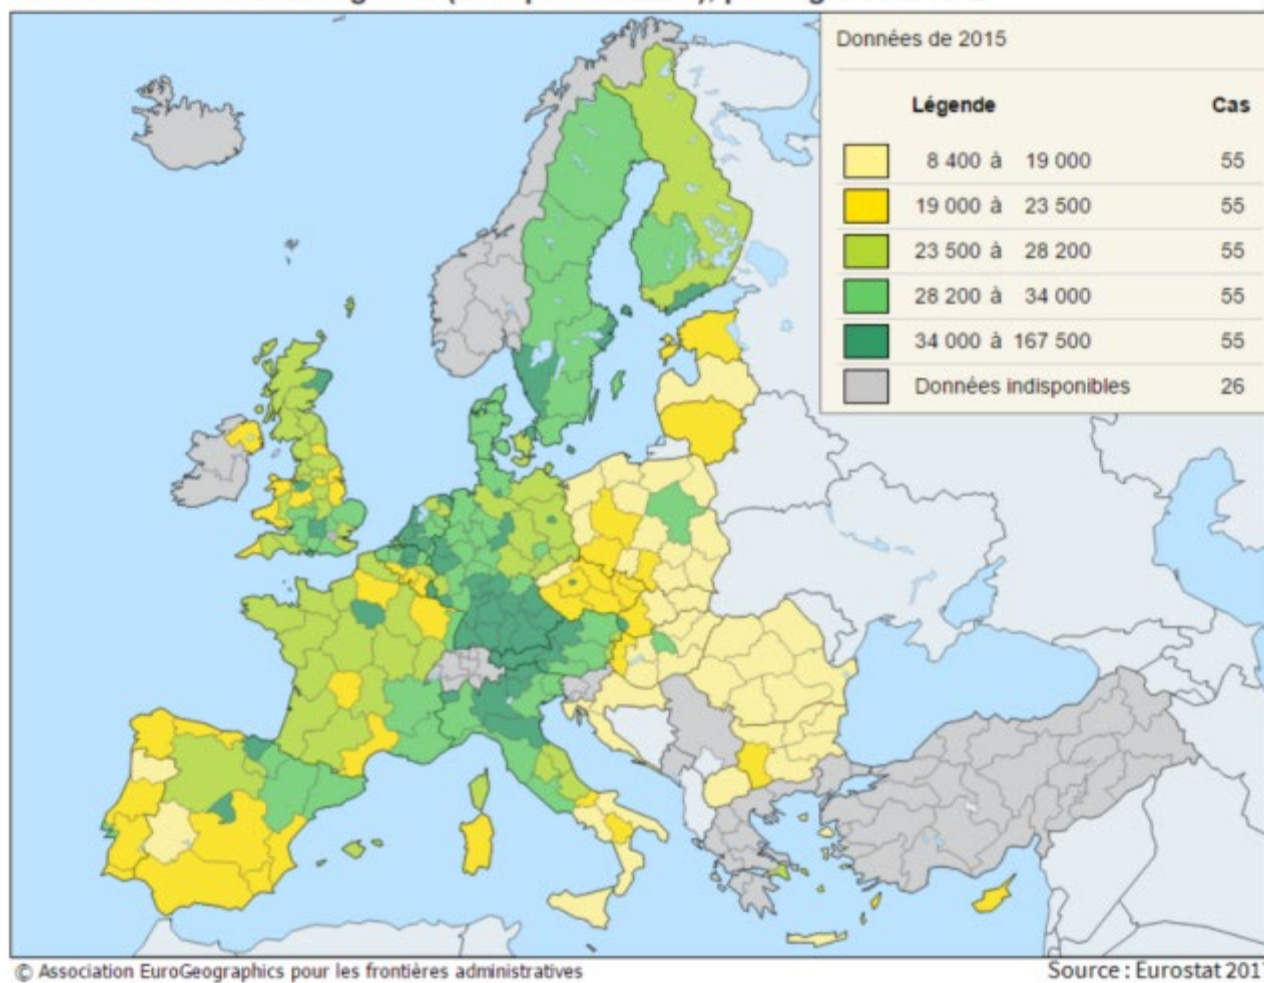 Données de 2015
Légende Cas
8 400 à 19 000 55
19 000 à 23 500 55
23 500 à 28 200 55
28 200 à 34 000 55
34 000 à 167 500 55
Données indisponibles 26
© Association EuroGeographics pour les frontières administratives
Source : Eurostat